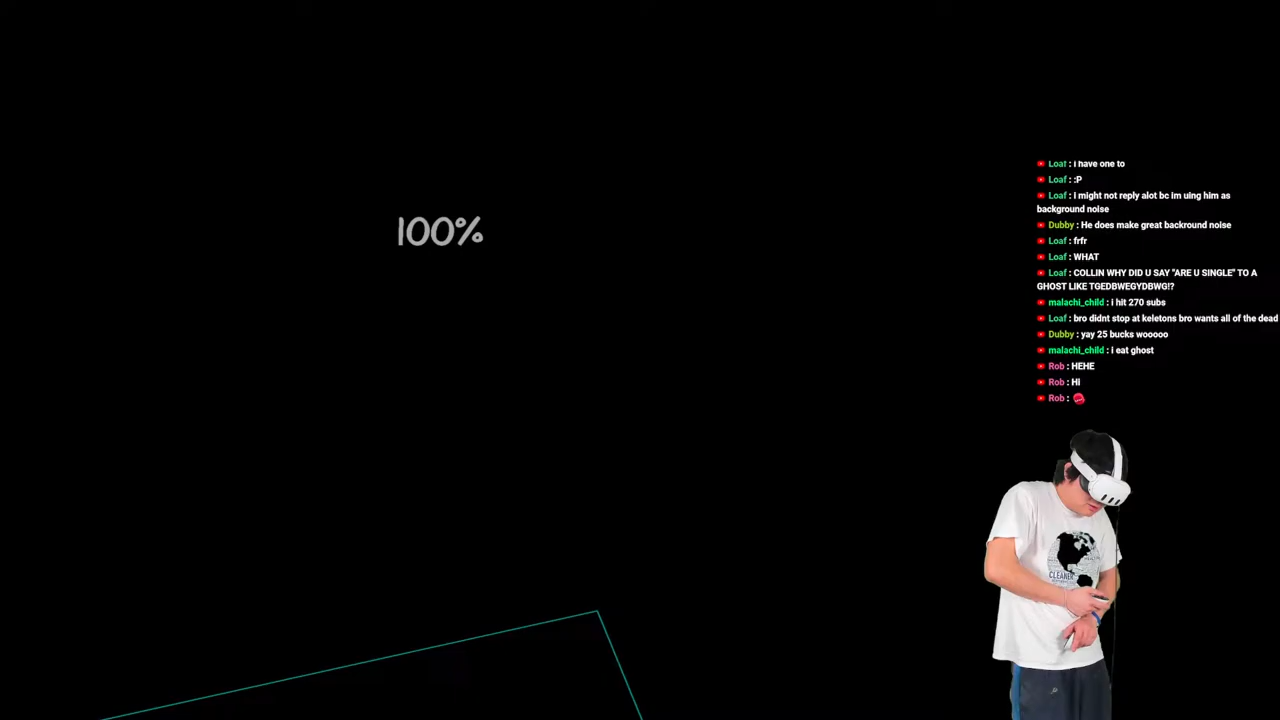 100%
Loaf : i have one to
Loaf : :P
Loaf : i might not reply alot bc im uing him as
background noise
Dubby : He does make great backround noise
Loaf : frfr
Loaf : WHAT
Loaf : COLLIN WHY DID U SAY "ARE U SINGLE" TO A
GHOST LIKE TGEDBWEGYDBWG!?
malachi_child : i hit 270 subs
Loaf : bro didnt stop at keletons bro wants all of the dead
Dubby : yay 25 bucks wooooo
malachi_child : i eat ghost
Rob : HEHE
Rob : Hi
Rob :
CLEANER